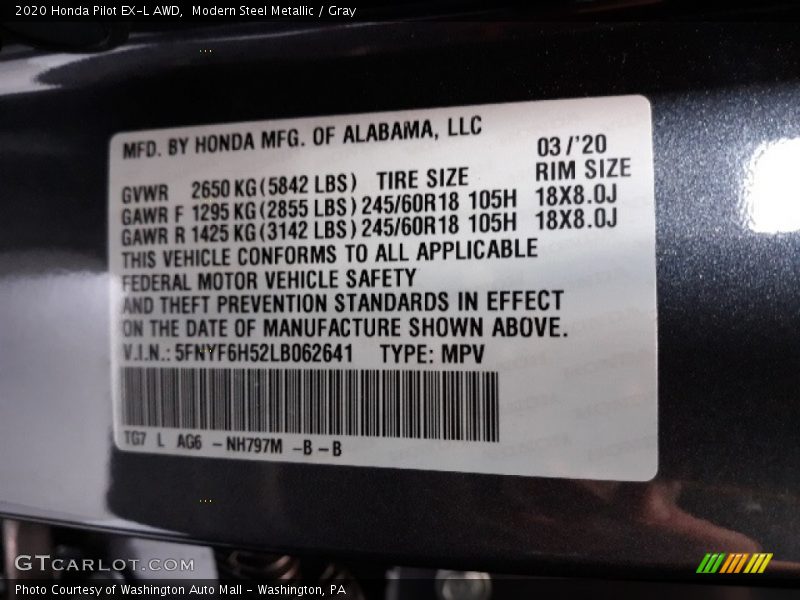 2020 Honda Pilot EX-L AWD,  Modern Steel Metallic / Gray
MFD. BY HONDA MFG. OF ALABAMA, LLC
03/'20
GVWR 2650 KG (5842 LBS) TIRE SIZE RIM SIZE
GAWR F 1295 KG (2855 LBS) 245/60R18 105H 18X8.0J
GAWR R 1425 KG (3142 LBS) 245/60R18 105H 18X8.0J
THIS VEHICLE CONFORMS TO ALL APPLICABLE
FEDERAL MOTOR VEHICLE SAFETY
AND THEFT PREVENTION STANDARDS IN EFFECT
ON THE DATE OF MANUFACTURE SHOWN ABOVE.
V.I.N.: 5FNYF6H52LB062641 TYPE: MPV
TG7 L AG6 -NH797M -B-B
GTCARLOT.COM
Photo Courtesy of Washington Auto Mall - Washington, PA